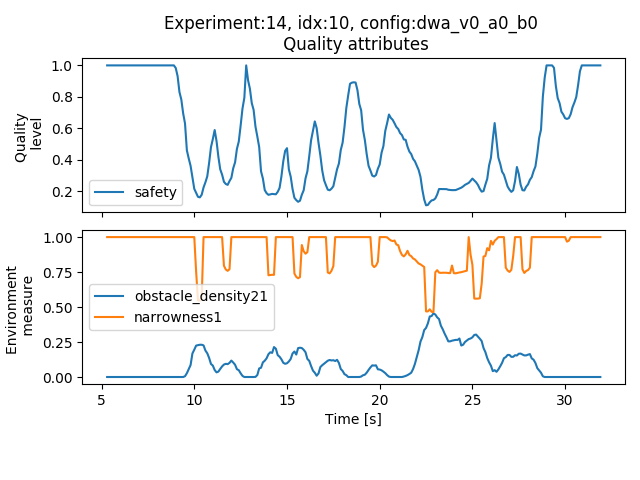 Experiment:14, idx:10, config:dwa_v0_a0_b0
Quality attributes
1.0
0.8
0.6
0.4
0.2
Quality
level
safety
1.00
0.75
0.50
0.25
0.00
Environment
measure
obstacle_density21
narrowness1
5
10
15
20
25
30
Time [s]